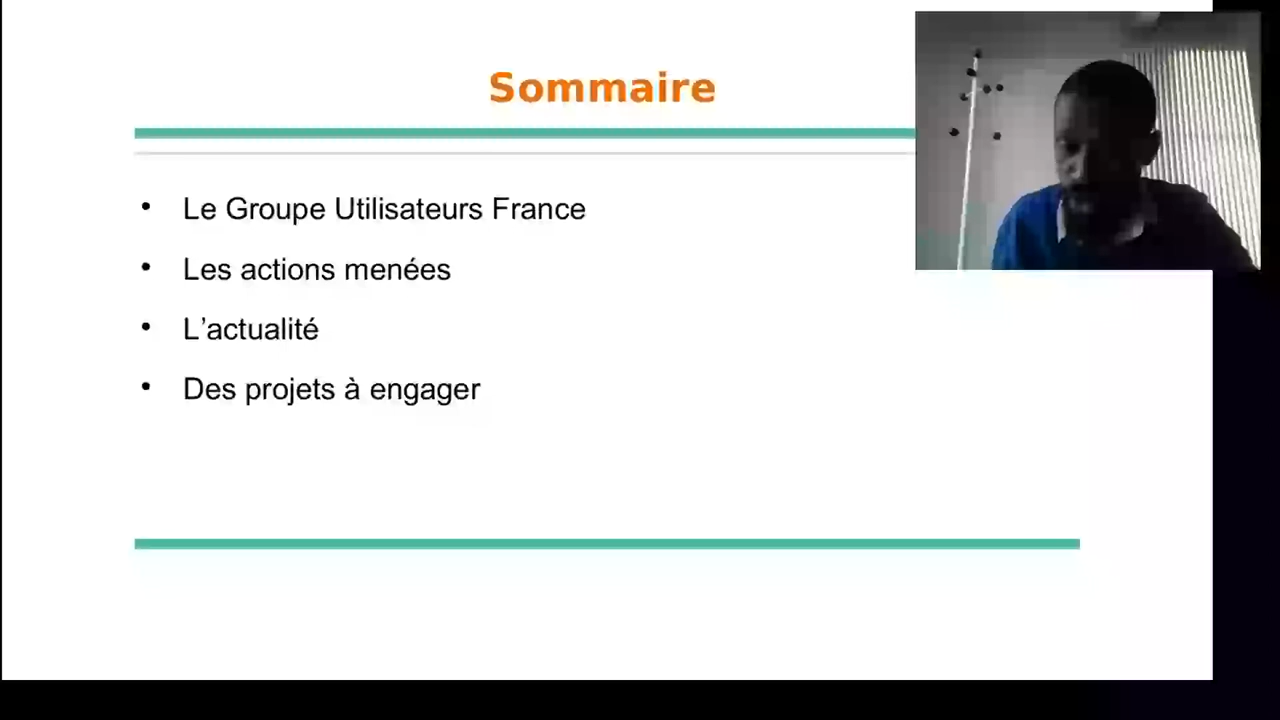 Sommaire
• Le Groupe Utilisateurs France
• Les actions menées
• L’actualité
• Des projets à engager